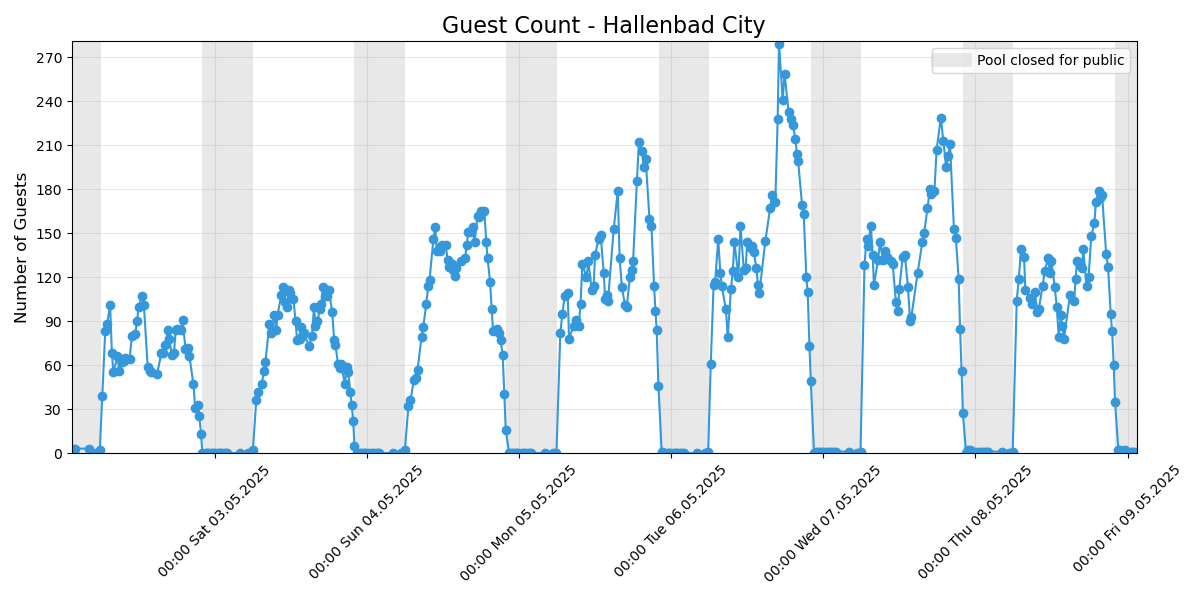 Guest Count - Hallenbad City
Pool closed for public
Number of Guests
270
240
210
180
150
120
90
60
30
0
00:00 Sat 03.05.2025
00:00 Sun 04.05.2025
00:00 Mon 05.05.2025
00:00 Tue 06.05.2025
00:00 Wed 07.05.2025
00:00 Thu 08.05.2025
00:00 Fri 09.05.2025